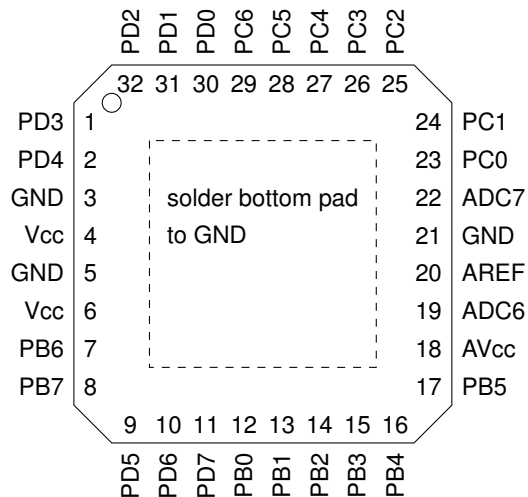 PD2 PD1 PD0 PC6 PC5 PC4 PC3 PC2
32 31 30 29 28 27 26 25
PD3 1 24 PC1
PD4 2 23 PC0
GND 3 solder bottom pad 22 ADC7
Vcc 4 to GND 21 GND
GND 5 20 AREF
Vcc 6 19 ADC6
PB6 7 18 AVcc
PB7 8 17 PB5
9 10 11 12 13 14 15 16
PD5 PD6 PD7 PB0 PB1 PB2 PB3 PB4